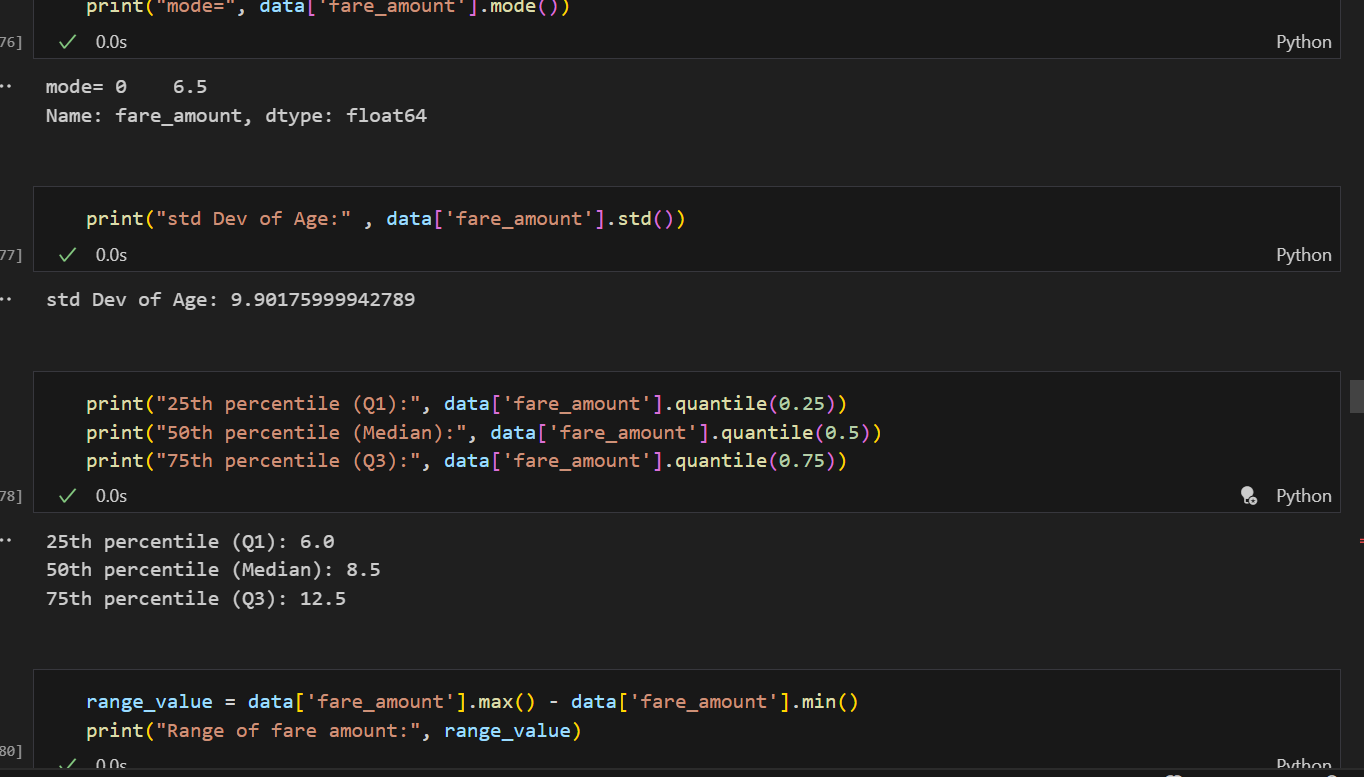 print("mode=", data['fare_amount'].mode())
76]
0.0s
Python
mode= 0    6.5
Name: fare_amount, dtype: float64
print("std Dev of Age:" , data['fare_amount'].std())
77]
0.0s
Python
std Dev of Age: 9.90175999942789
print("25th percentile (Q1):", data['fare_amount'].quantile(0.25))
print("50th percentile (Median):", data['fare_amount'].quantile(0.5))
print("75th percentile (Q3):", data['fare_amount'].quantile(0.75))
78]
0.0s
Python
25th percentile (Q1): 6.0
50th percentile (Median): 8.5
75th percentile (Q3): 12.5
range_value = data['fare_amount'].max() - data['fare_amount'].min()
print("Range of fare amount:", range_value)
80]
0.0s
Python